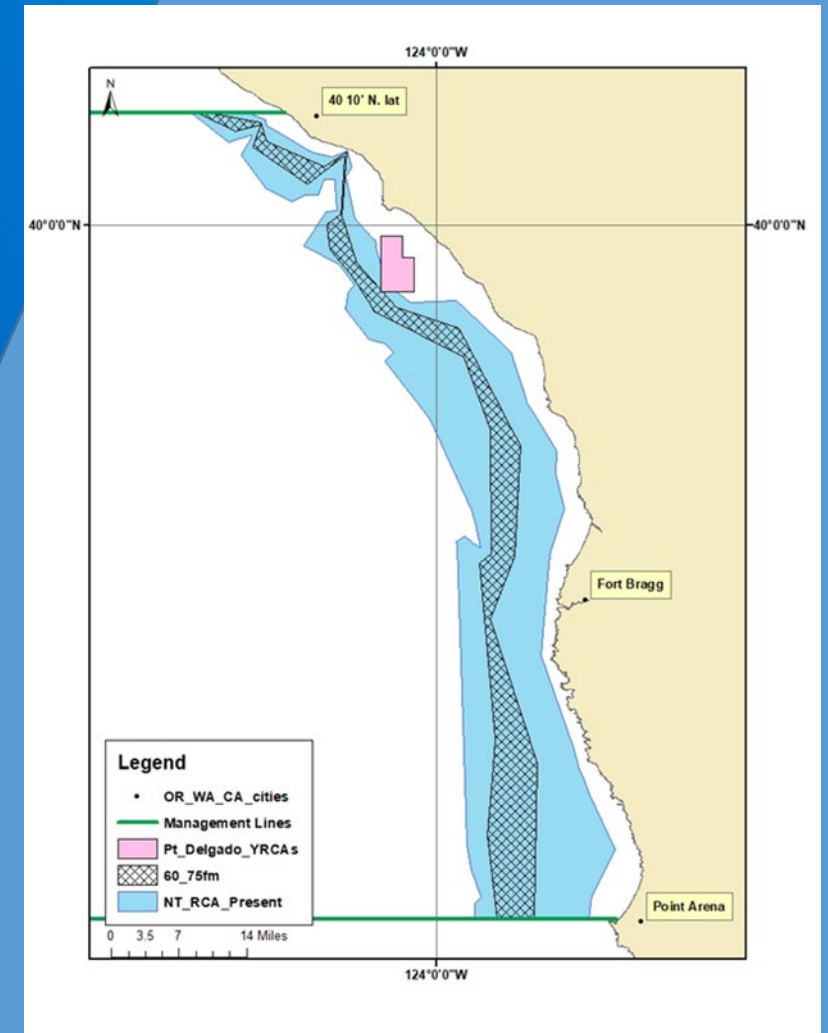 124°0'0"W
N
40 10' N. lat
40°0'0"N
40°0'0"N
Fort Bragg
Legend
OR_WA_CA_cities
Management Lines
Pt_Delgado_YRCAs
60_75fm
NT_RCA_Present
Point Arena
0 3.5 7 14 Miles
124°0'0"W